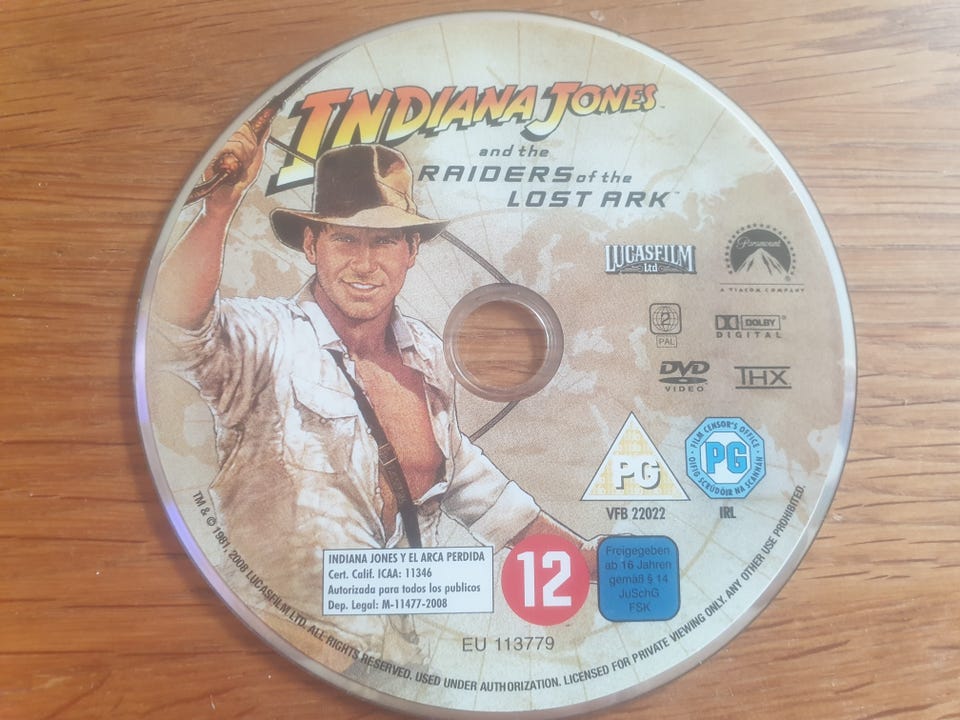 INDIANA JONES™
and the
RAIDERS of the
LOST ARK™
LUCASFILM
Ltd
Paramount
A VIACOM COMPANY
2
PAL
DOLBY®
DIGITAL
DVD
VIDEO
THX
PG
VFB 22022
FILM CENSOR'S OFFICE
PG
OIFIG SCRÚDÓIR NA SCANNÁN
IRL
INDIANA JONES Y EL ARCA PERDIDA
Cert. Calif. ICAA: 11346
Autorizada para todos los publicos
Dep. Legal: M-11477-2008
12
Freigegeben
ab 16 Jahren
gemäß § 14
JuSchG
FSK
EU 113779
TM & © 1981, 2008 LUCASFILM LTD. ALL RIGHTS RESERVED. USED UNDER AUTHORIZATION. LICENSED FOR PRIVATE VIEWING ONLY. ANY OTHER USE PROHIBITED.